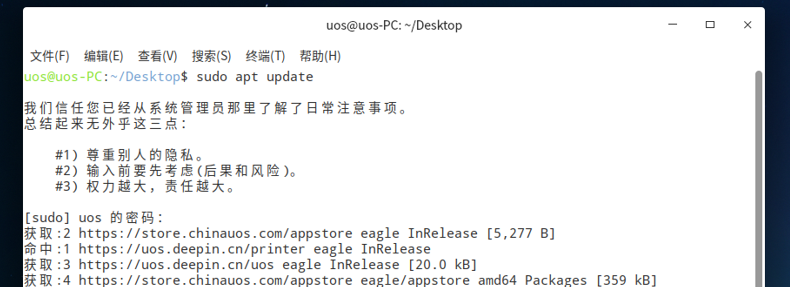 uos@uos-PC: ~/Desktop
文件(F) 编辑(E) 查看(V) 搜索(S) 终端(T) 帮助(H)
uos@uos-PC:~/Desktop$ sudo apt update
我们信任您已经从系统管理员那里了解了日常注意事项。
总结起来无外乎这三点：
#1) 尊重别人的隐私。
#2) 输入前要先考虑(后果和风险)。
#3) 权力越大，责任越大。
[sudo] uos 的密码：
获取:2 https://store.chinauos.com/appstore eagle InRelease [5,277 B]
命中:1 https://uos.deepin.cn/printer eagle InRelease
获取:3 https://uos.deepin.cn/uos eagle InRelease [20.0 kB]
获取:4 https://store.chinauos.com/appstore eagle/appstore amd64 Packages [359 kB]